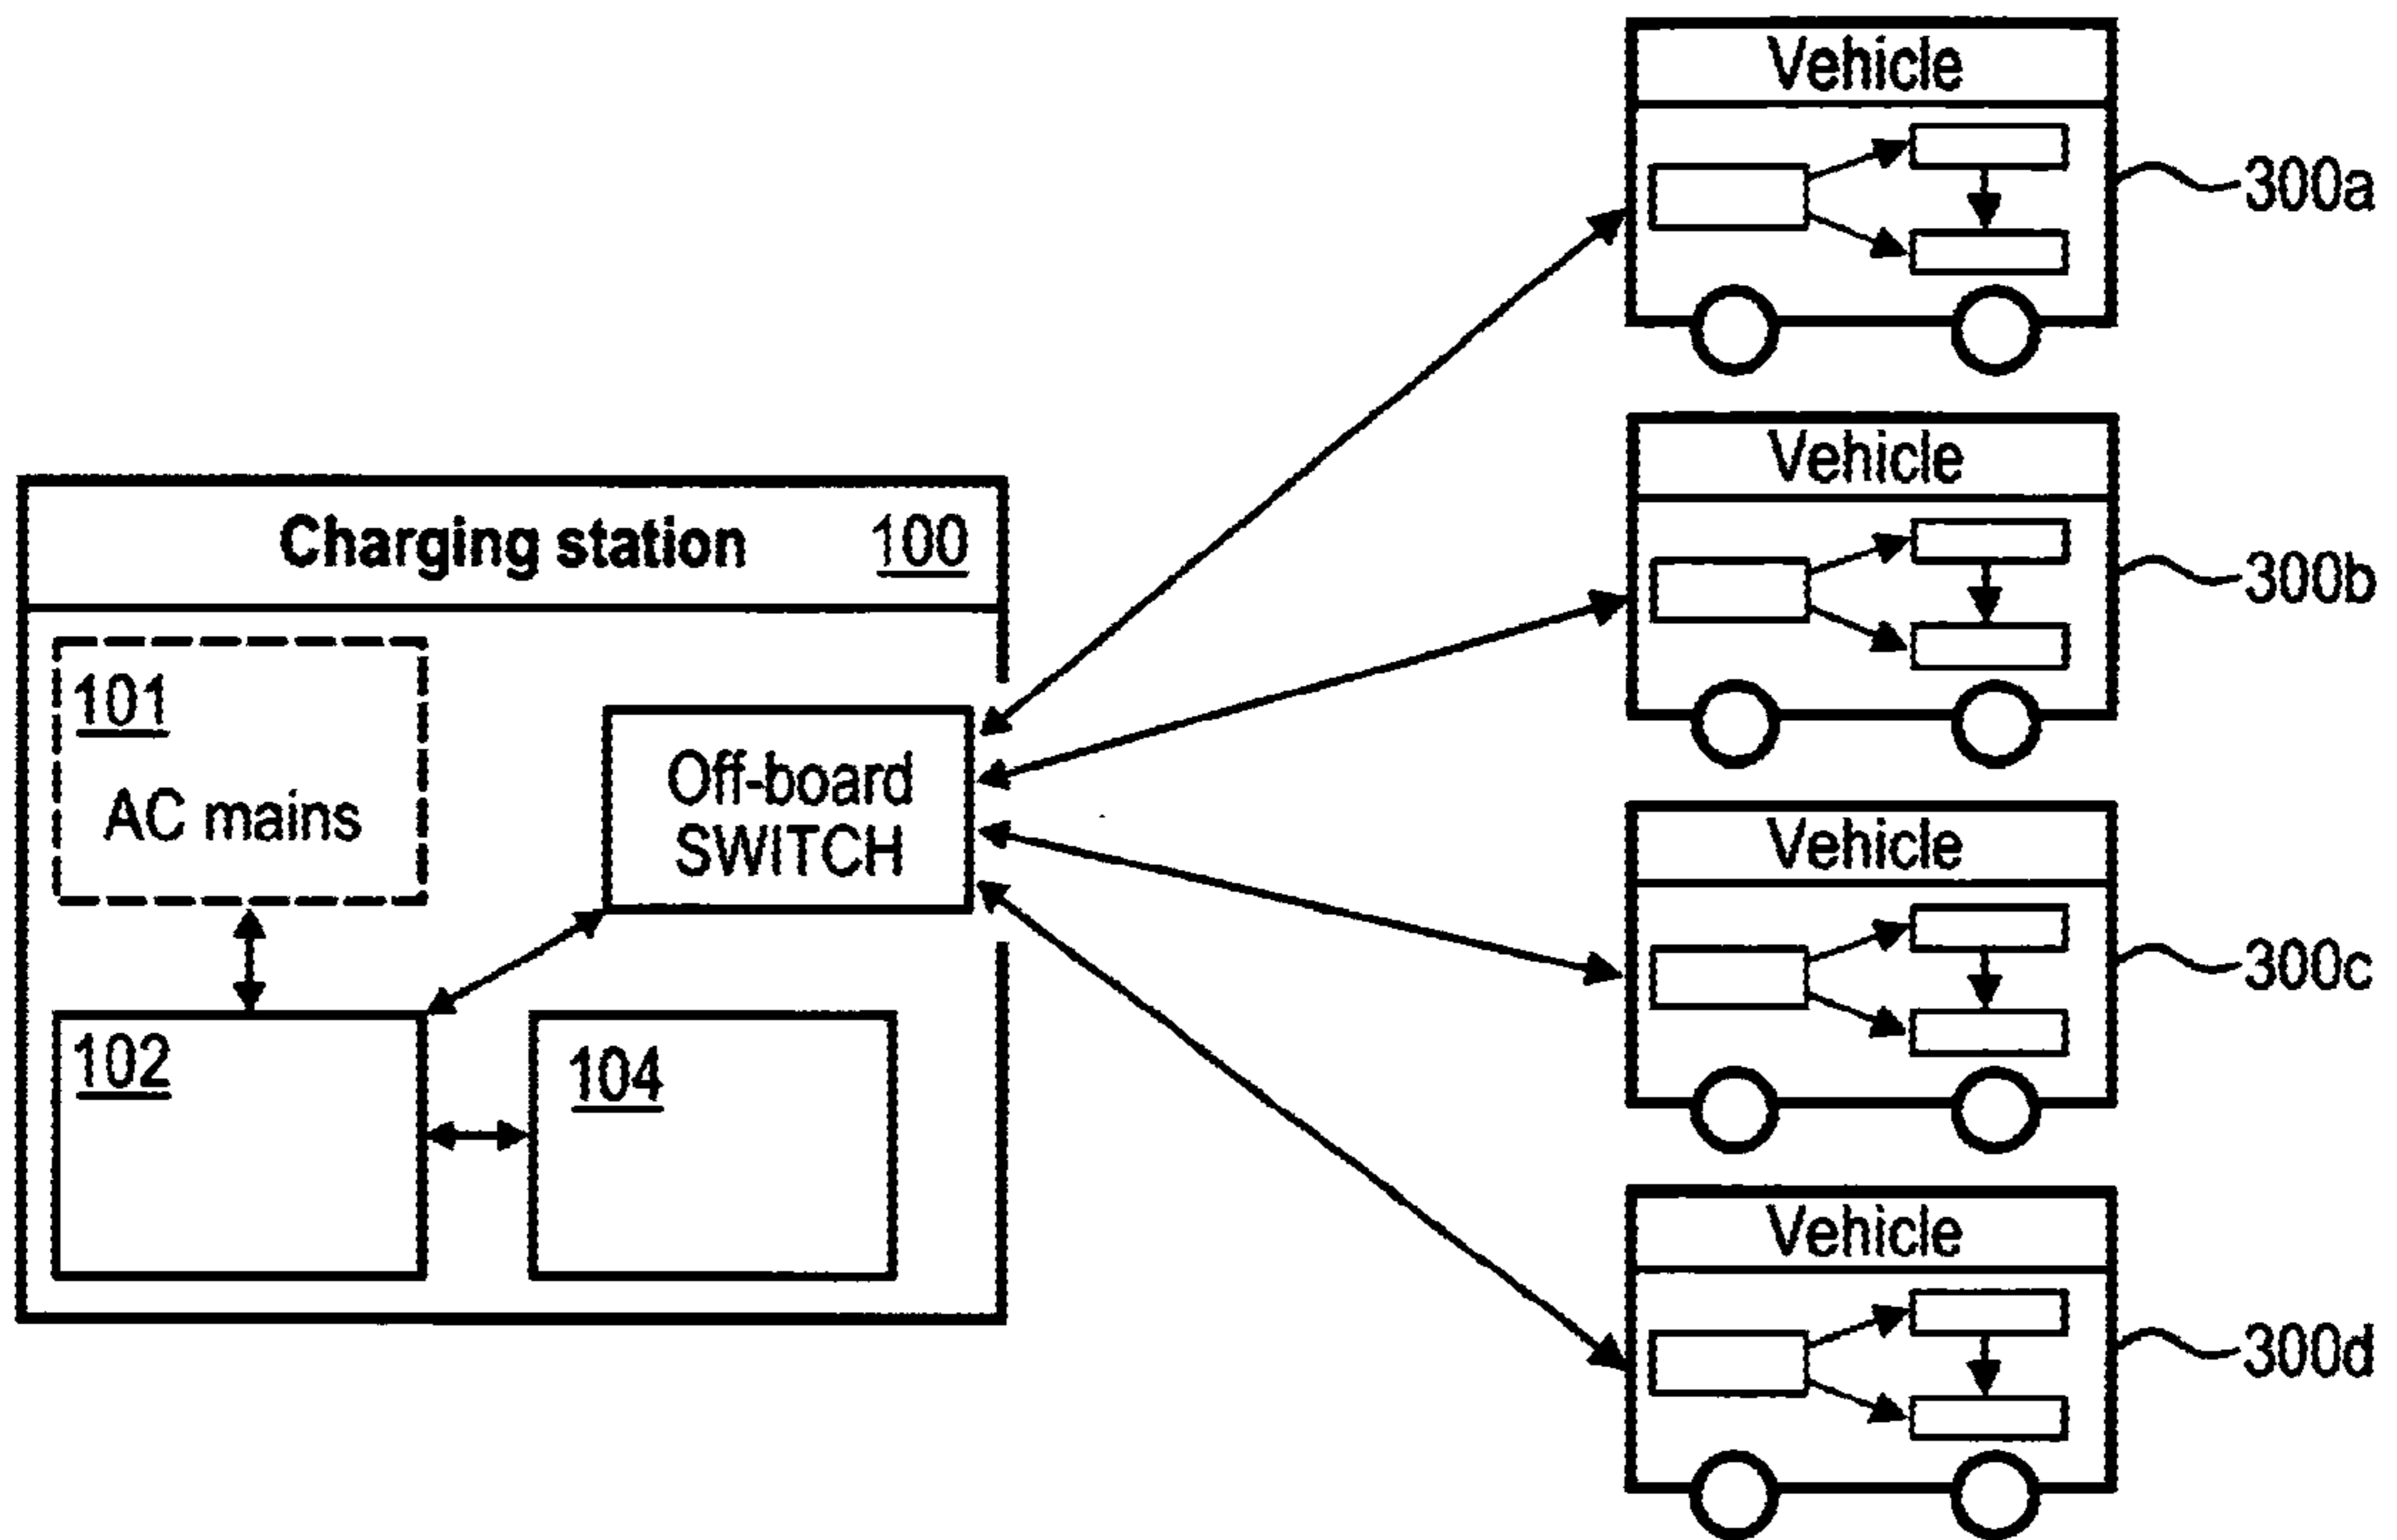 Charging station 100
101
AC mains
Off-board
SWITCH
102
104
Vehicle
300a
Vehicle
300b
Vehicle
300c
Vehicle
300d